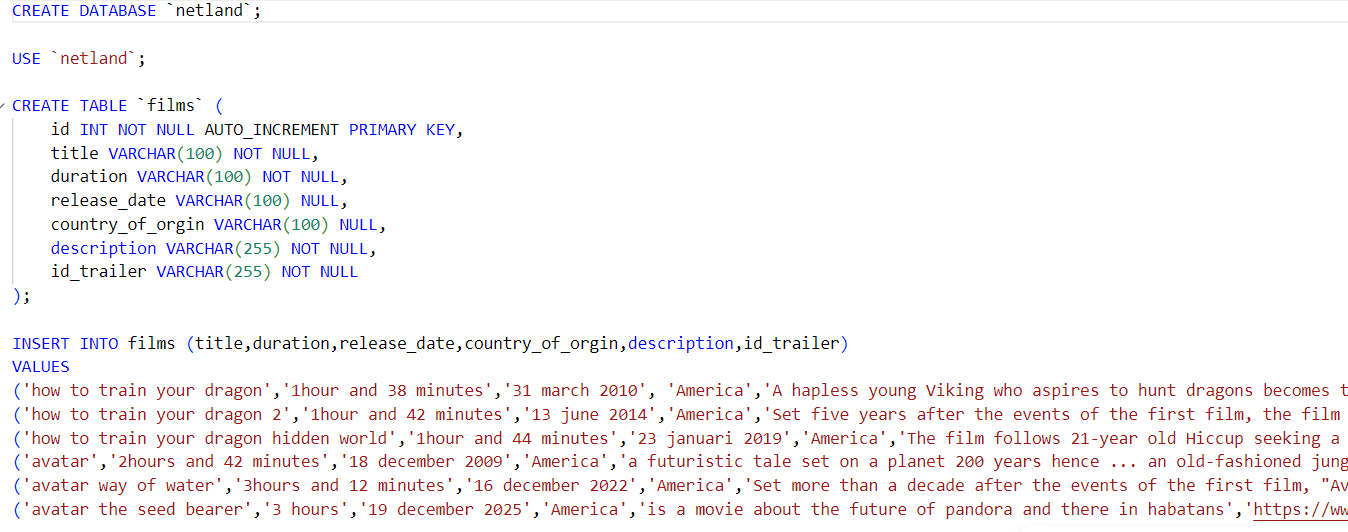 CREATE DATABASE `netland`;
USE `netland`;
CREATE TABLE `films` (
id INT NOT NULL AUTO_INCREMENT PRIMARY KEY,
title VARCHAR(100) NOT NULL,
duration VARCHAR(100) NOT NULL,
release_date VARCHAR(100) NULL,
country_of_orgin VARCHAR(100) NULL,
description VARCHAR(255) NOT NULL,
id_trailer VARCHAR(255) NOT NULL
);
INSERT INTO films (title,duration,release_date,country_of_orgin,description,id_trailer)
VALUES
('how to train your dragon','1hour and 38 minutes','31 march 2010', 'America','A hapless young Viking who aspires to hunt dragons becomes t
('how to train your dragon 2','1hour and 42 minutes','13 june 2014','America','Set five years after the events of the first film, the film
('how to train your dragon hidden world','1hour and 44 minutes','23 januari 2019','America','The film follows 21-year old Hiccup seeking a
('avatar','2hours and 42 minutes','18 december 2009','America','a futuristic tale set on a planet 200 years hence ... an old-fashioned jung
('avatar way of water','3hours and 12 minutes','16 december 2022','America','Set more than a decade after the events of the first film, "Av
('avatar the seed bearer','3 hours','19 december 2025','America','is a movie about the future of pandora and there in habatans','https://ww